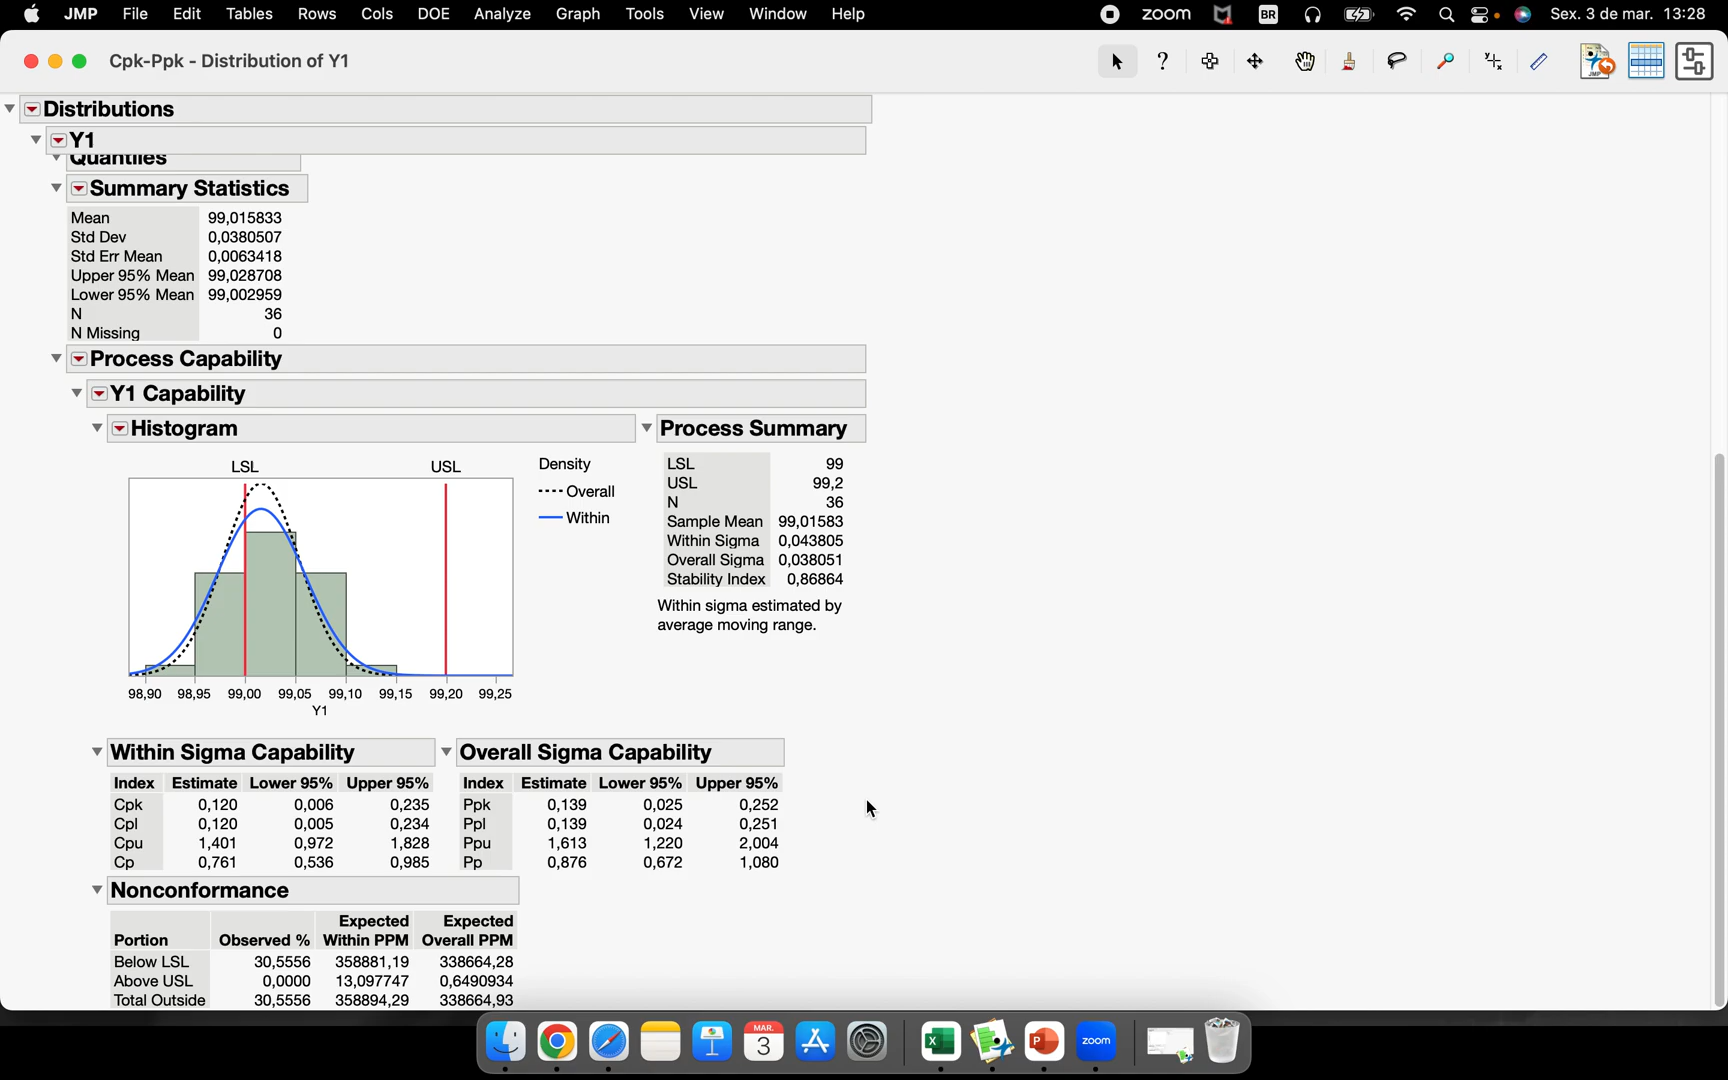 JMP File Edit Tables Rows Cols DOE Analyze Graph Tools View Window Help zoom BR Sex. 3 de mar. 13:28
Cpk-Ppk - Distribution of Y1
Distributions
Y1
Quantiles
Summary Statistics
Mean 99,015833
Std Dev 0,0380507
Std Err Mean 0,0063418
Upper 95% Mean 99,028708
Lower 95% Mean 99,002959
N 36
N Missing 0
Process Capability
Y1 Capability
Histogram
LSL USL
Density
Overall
Within
98,90 98,95 99,00 99,05 99,10 99,15 99,20 99,25
Y1
Process Summary
LSL 99
USL 99,2
N 36
Sample Mean 99,01583
Within Sigma 0,043805
Overall Sigma 0,038051
Stability Index 0,86864
Within sigma estimated by
average moving range.
Within Sigma Capability
Index Estimate Lower 95% Upper 95%
Cpk 0,120 0,006 0,235
Cpl 0,120 0,005 0,234
Cpu 1,401 0,972 1,828
Cp 0,761 0,536 0,985
Overall Sigma Capability
Index Estimate Lower 95% Upper 95%
Ppk 0,139 0,025 0,252
Ppl 0,139 0,024 0,251
Ppu 1,613 1,220 2,004
Pp 0,876 0,672 1,080
Nonconformance
Expected Expected
Portion Observed % Within PPM Overall PPM
Below LSL 30,5556 358881,19 338664,28
Above USL 0,0000 13,097747 0,6490934
Total Outside 30,5556 358894,29 338664,93
MAR.
3
X
P
zoom